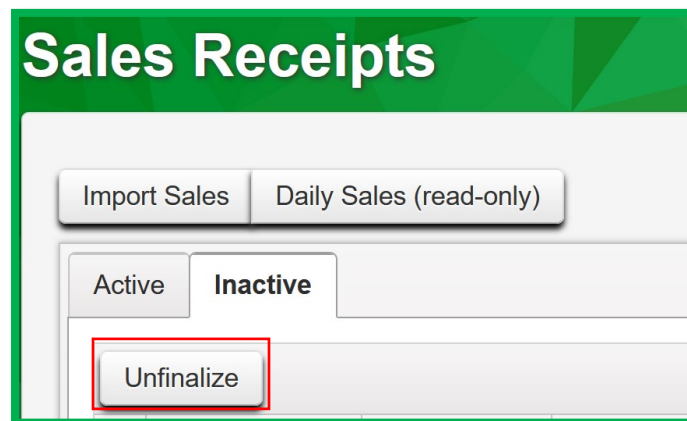 Sales Receipts
Import Sales Daily Sales (read-only)
Active Inactive
Unfinalize